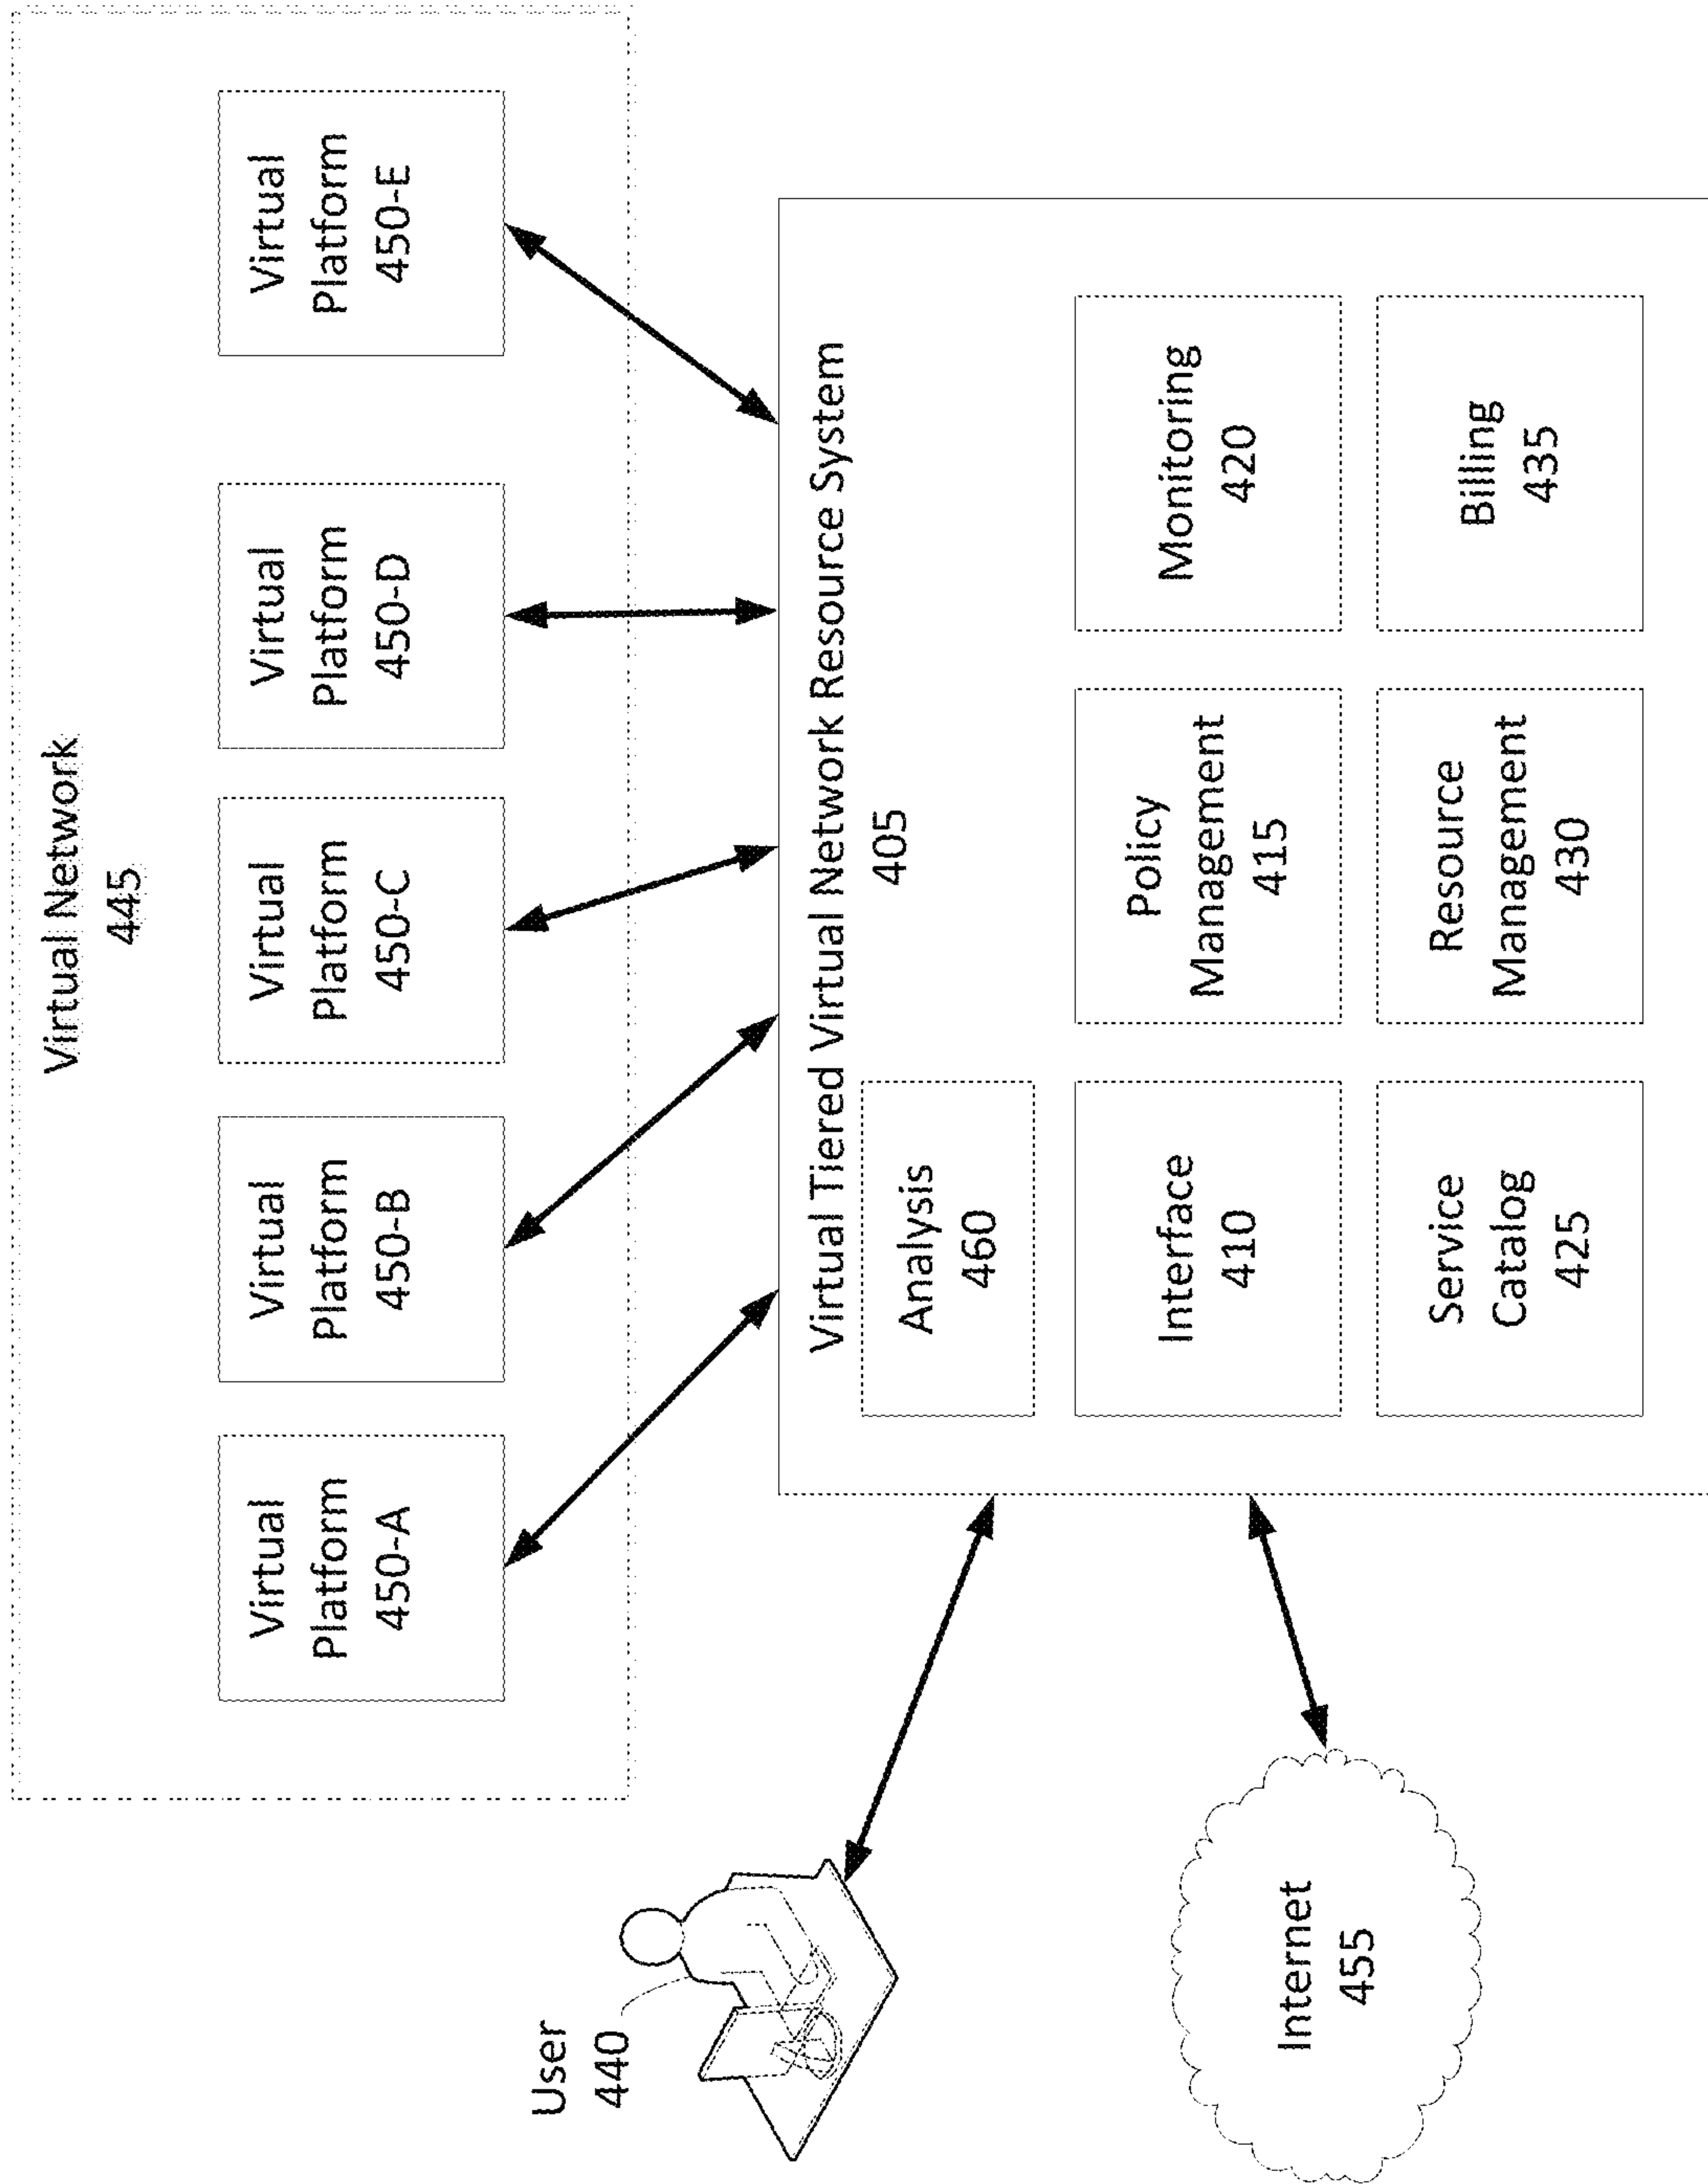 Virtual Network
445
Virtual
Platform
450-A
Virtual
Platform
450-B
Virtual
Platform
450-C
Virtual
Platform
450-D
Virtual
Platform
450-E
User
440
Internet
455
Virtual Tiered Virtual Network Resource System
405
Analysis
460
Interface
410
Policy
Management
415
Monitoring
420
Service
Catalog
425
Resource
Management
430
Billing
435